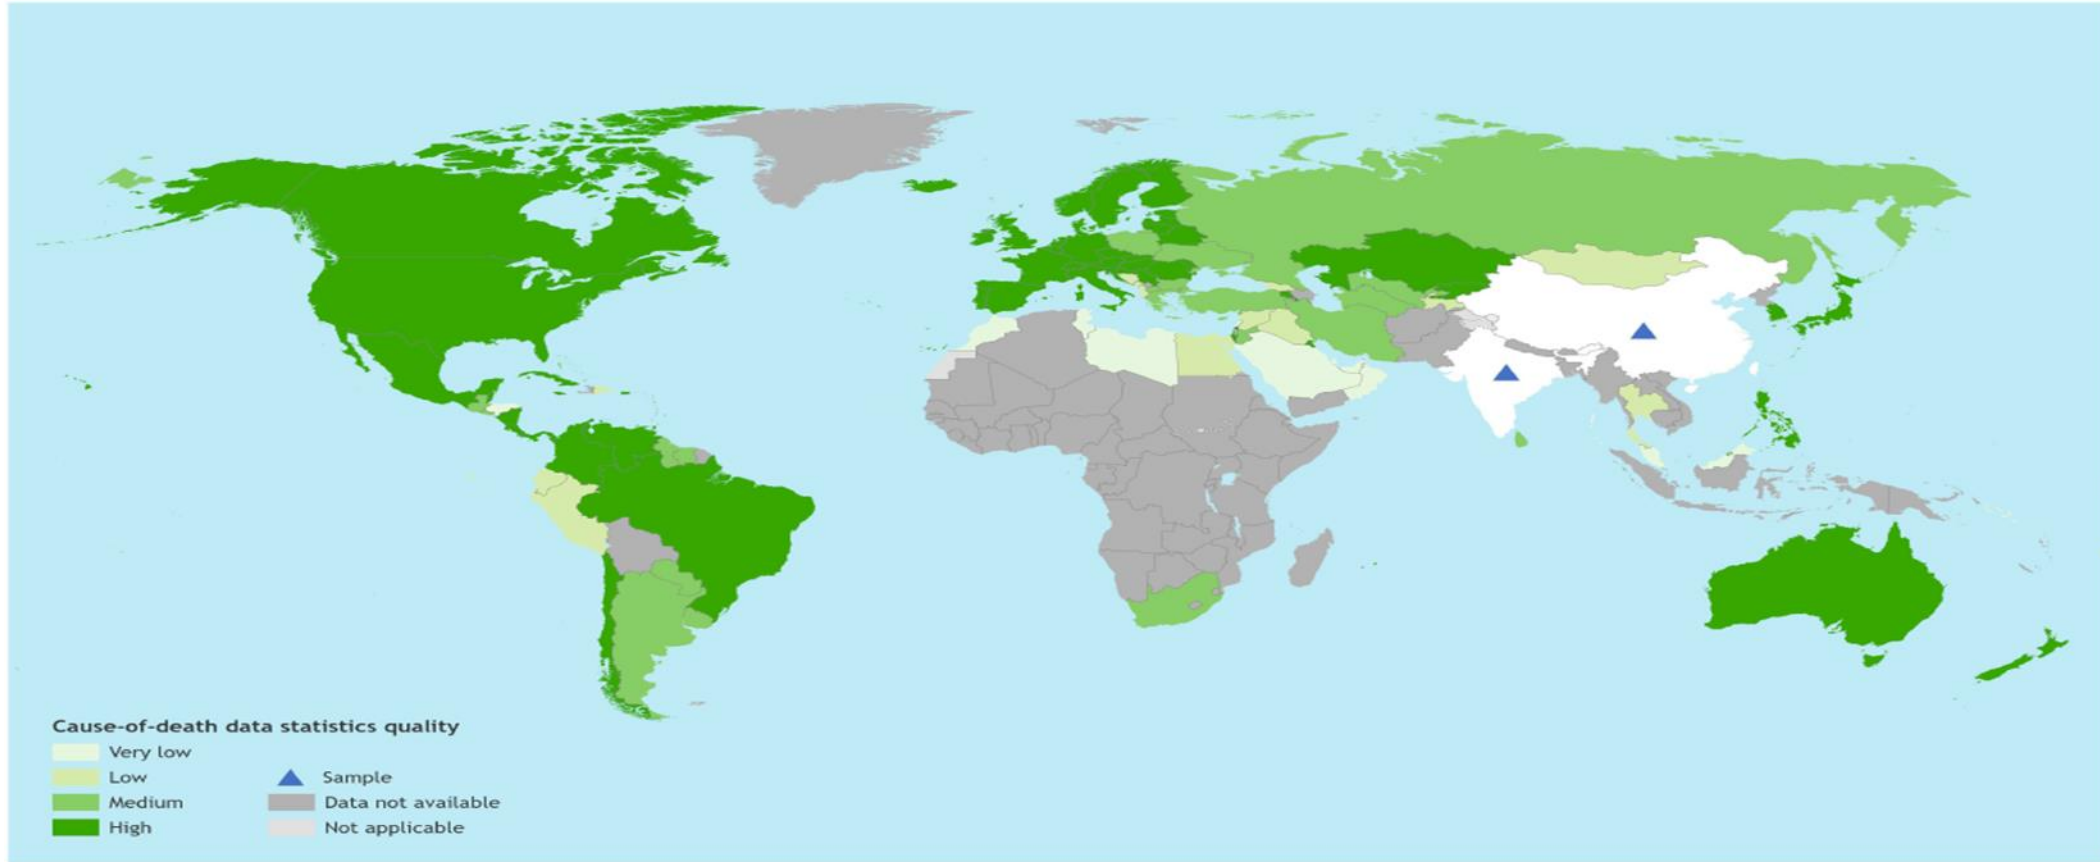 Cause-of-death data statistics quality
Very low
Low
Medium
High
Sample
Data not available
Not applicable